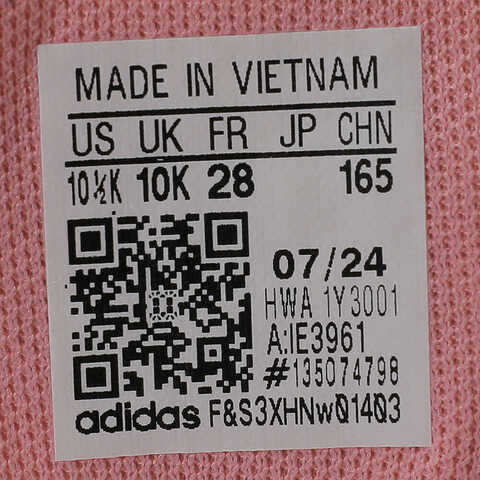 MADE IN VIETNAM
US UK FR JP CHN
10½K 10K 28 165
07/24
HWA 1Y3001
A:IE3961
#135074798
adidas F&S3XHNwQ14Q3